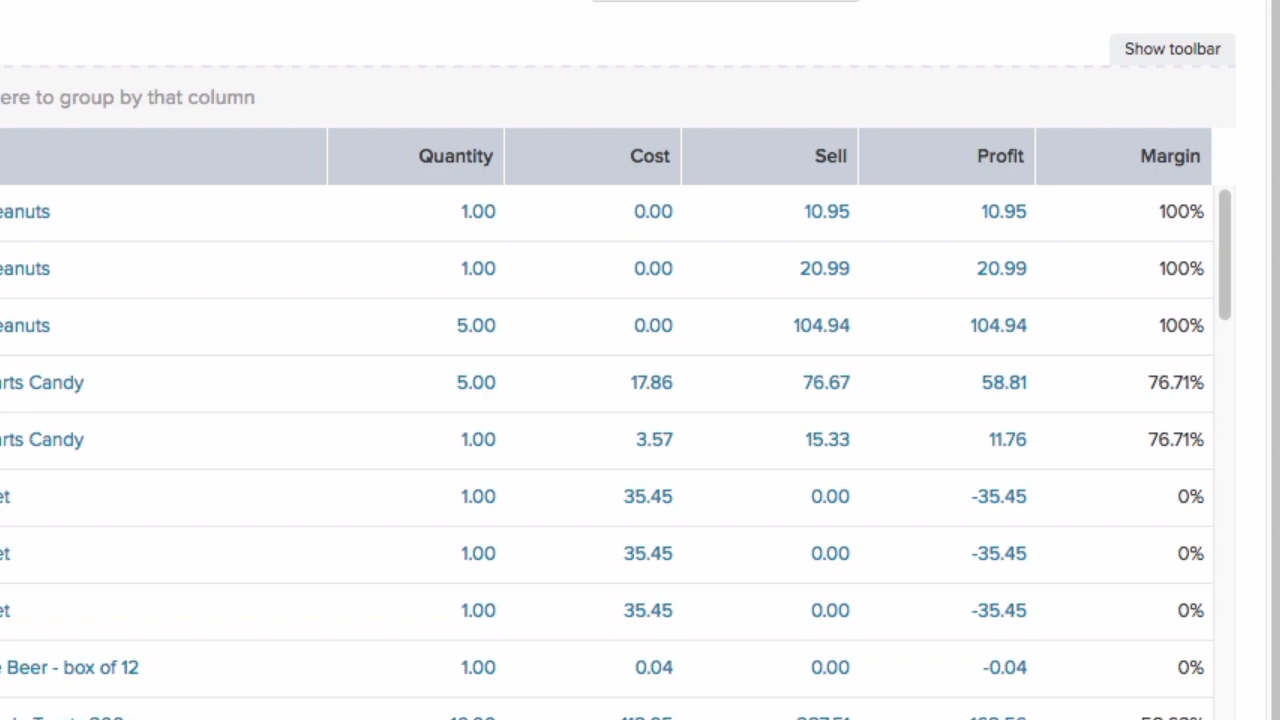 Show toolbar
ere to group by that column
Quantity Cost Sell Profit Margin
eanuts 1.00 0.00 10.95 10.95 100%
eanuts 1.00 0.00 20.99 20.99 100%
eanuts 5.00 0.00 104.94 104.94 100%
arts Candy 5.00 17.86 76.67 58.81 76.71%
arts Candy 1.00 3.57 15.33 11.76 76.71%
et 1.00 35.45 0.00 -35.45 0%
et 1.00 35.45 0.00 -35.45 0%
et 1.00 35.45 0.00 -35.45 0%
e Beer - box of 12 1.00 0.04 0.00 -0.04 0%